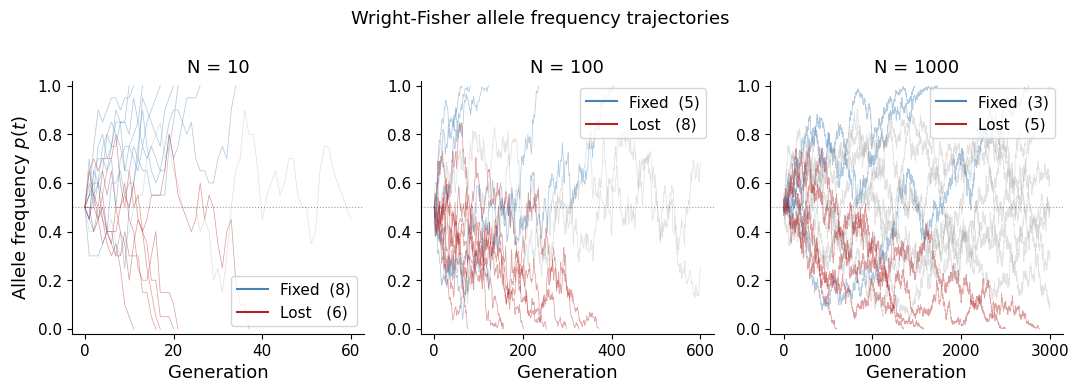 Wright-Fisher allele frequency trajectories
N = 10
N = 100
N = 1000
Allele frequency p(t)
1.0
0.8
0.6
0.4
0.2
0.0
Fixed (8)
Lost (6)
0 20 40 60
Generation
1.0
0.8
0.6
0.4
0.2
0.0
Fixed (5)
Lost (8)
0 200 400 600
Generation
1.0
0.8
0.6
0.4
0.2
0.0
Fixed (3)
Lost (5)
0 1000 2000 3000
Generation